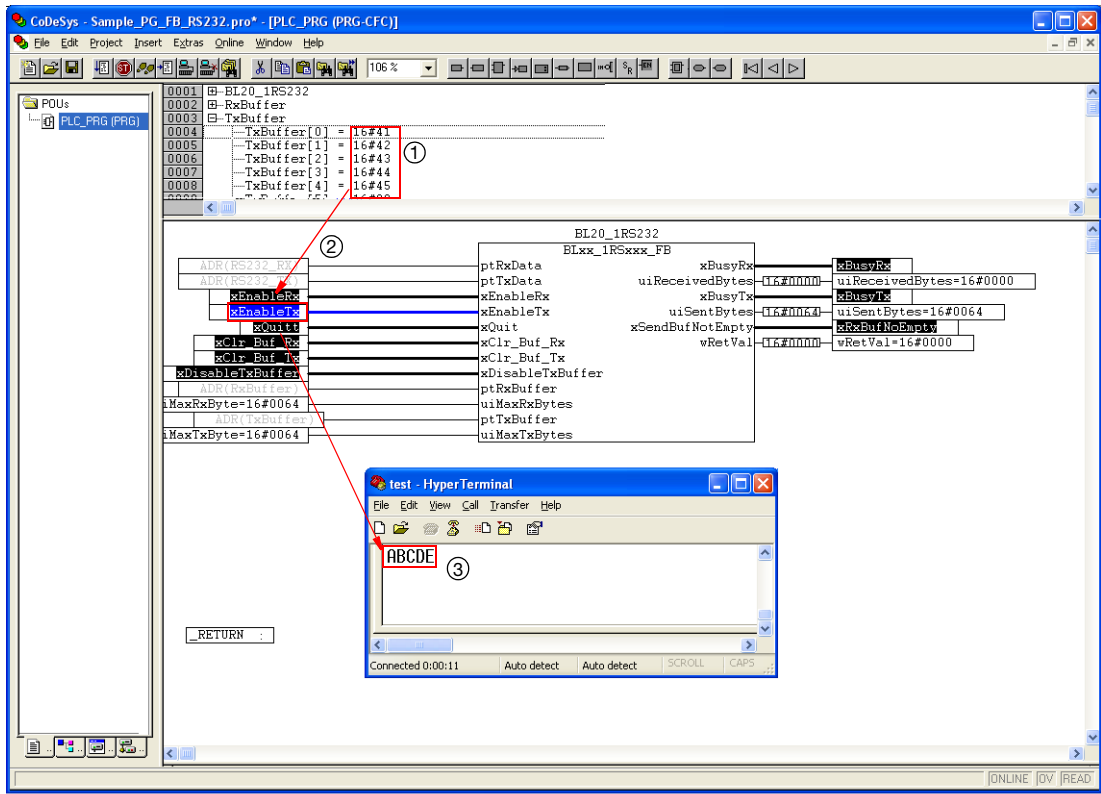 CoDeSys - Sample_PG_FB_RS232.pro* - [PLC_PRG (PRG-CFC)]
File Edit Project Insert Extras Online Window Help
106 %
POUs
PLC_PRG (PRG)
0001 BL20_1RS232
0002 RxBuffer
0003 TxBuffer
0004 TxBuffer[0] = 16#41
0005 TxBuffer[1] = 16#42
0006 TxBuffer[2] = 16#43
0007 TxBuffer[3] = 16#44
0008 TxBuffer[4] = 16#45
①
②
BL20_1RS232
BLxx_1RSxxx_FB
ADR(RS232_RX) ptRxData xBusyRx xBusyRx
ADR(RS232_TX) ptTxData uiReceivedBytes 16#0000 uiReceivedBytes=16#0000
xEnableRx xEnableRx xBusyTx xBusyTx
xEnableTx xEnableTx uiSentBytes 16#0064 uiSentBytes=16#0064
xQuitt xQuit xSendBufNotEmpty xRxBufNoEmpty
xClr_Buf_Rx xClr_Buf_Rx wRetVal 16#0000 wRetVal=16#0000
xClr_Buf_Tx xClr_Buf_Tx
xDisableTxBuffer xDisableTxBuffer
ADR(RxBuffer) ptRxBuffer
iMaxRxByte=16#0064 uiMaxRxBytes
ADR(TxBuffer) ptTxBuffer
iMaxTxByte=16#0064 uiMaxTxBytes
test - HyperTerminal
File Edit View Call Transfer Help
ABCDE
③
Connected 0:00:11 Auto detect Auto detect SCROLL CAPS
_RETURN :
ONLINE OV READ